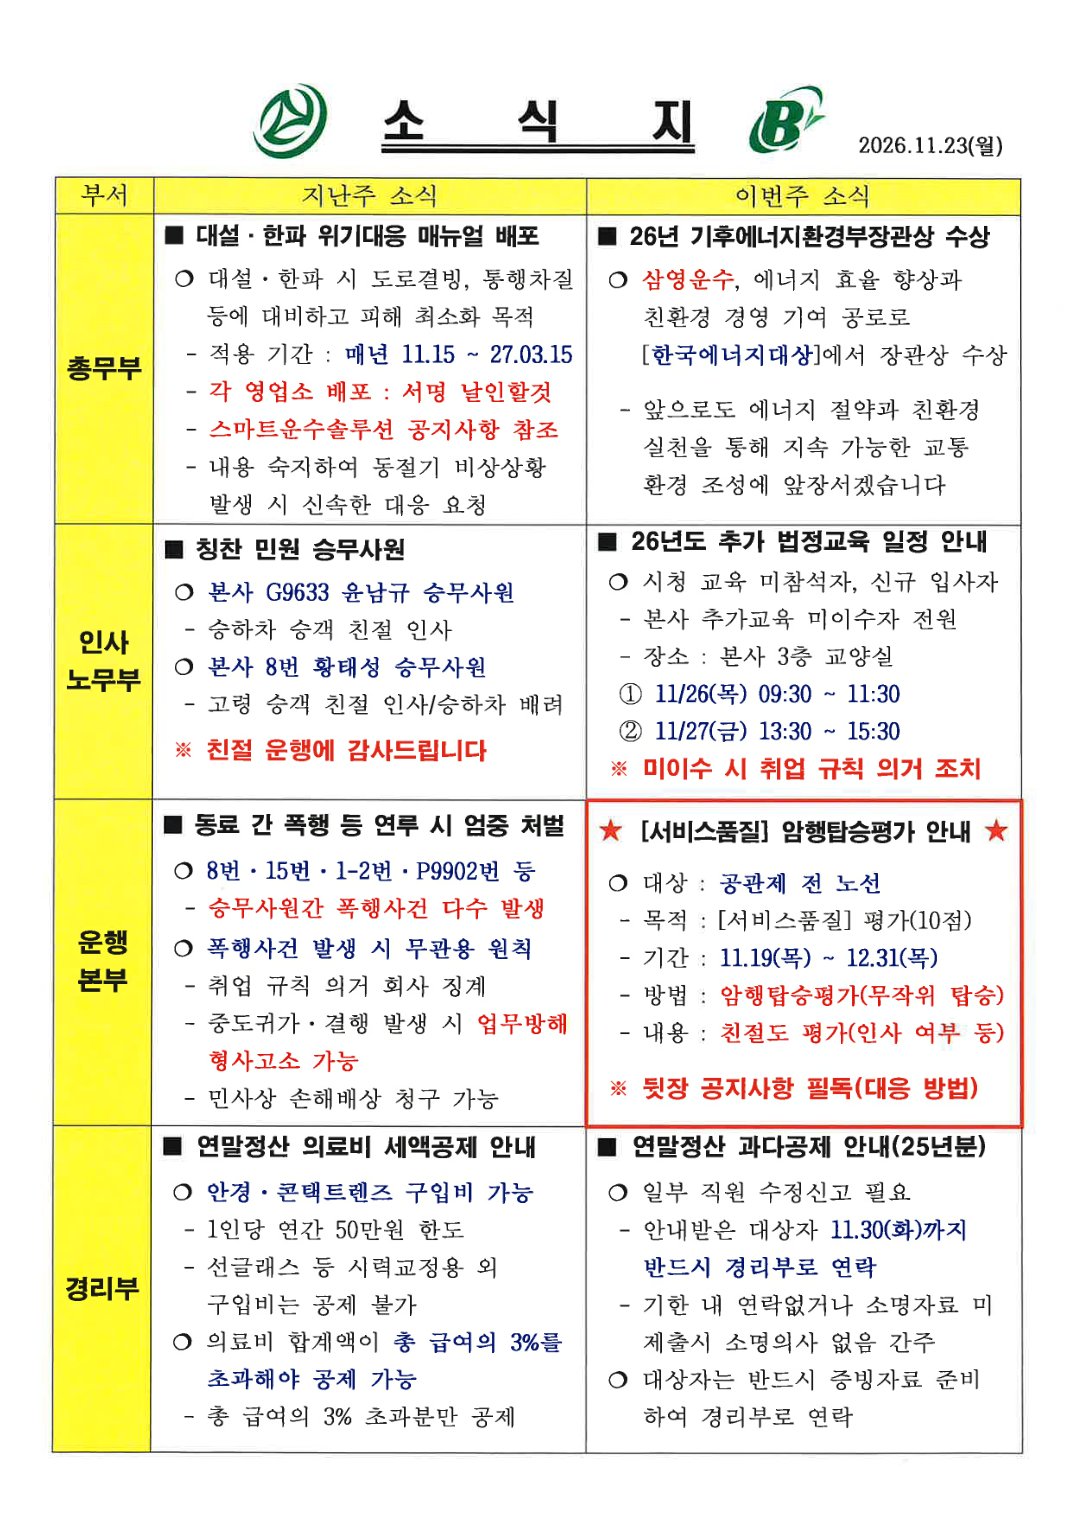 소 식 지
B
2026.11.23(월)
부서
지난주 소식
이번주 소식
총무부
■ 대설·한파 위기대응 매뉴얼 배포
❍ 대설·한파 시 도로결빙, 통행차질
등에 대비하고 피해 최소화 목적
- 적용 기간 : 매년 11.15 ~ 27.03.15
- 각 영업소 배포 : 서명 날인할것
- 스마트운수솔루션 공지사항 참조
- 내용 숙지하여 동절기 비상상황
발생 시 신속한 대응 요청
■ 26년 기후에너지환경부장관상 수상
❍ 삼영운수, 에너지 효율 향상과
친환경 경영 기여 공로로
[한국에너지대상]에서 장관상 수상
- 앞으로도 에너지 절약과 친환경
실천을 통해 지속 가능한 교통
환경 조성에 앞장서겠습니다
인사
노무부
■ 칭찬 민원 승무사원
❍ 본사 G9633 윤남규 승무사원
- 승하차 승객 친절 인사
❍ 본사 8번 황태성 승무사원
- 고령 승객 친절 인사/승하차 배려
※ 친절 운행에 감사드립니다
■ 26년도 추가 법정교육 일정 안내
❍ 시청 교육 미참석자, 신규 입사자
- 본사 추가교육 미이수자 전원
- 장소 : 본사 3층 교양실
① 11/26(목) 09:30 ~ 11:30
② 11/27(금) 13:30 ~ 15:30
※ 미이수 시 취업 규칙 의거 조치
운행
본부
■ 동료 간 폭행 등 연루 시 엄중 처벌
❍ 8번·15번·1-2번·P9902번 등
- 승무사원간 폭행사건 다수 발생
❍ 폭행사건 발생 시 무관용 원칙
- 취업 규칙 의거 회사 징계
- 중도귀가·결행 발생 시 업무방해
형사고소 가능
- 민사상 손해배상 청구 가능
★ [서비스품질] 암행탑승평가 안내 ★
❍ 대상 : 공관제 전 노선
- 목적 : [서비스품질] 평가(10점)
- 기간 : 11.19(목) ~ 12.31(목)
- 방법 : 암행탑승평가(무작위 탑승)
- 내용 : 친절도 평가(인사 여부 등)
※ 뒷장 공지사항 필독(대응 방법)
경리부
■ 연말정산 의료비 세액공제 안내
❍ 안경·콘택트렌즈 구입비 가능
- 1인당 연간 50만원 한도
- 선글래스 등 시력교정용 외
구입비는 공제 불가
❍ 의료비 합계액이 총 급여의 3%를
초과해야 공제 가능
- 총 급여의 3% 초과분만 공제
■ 연말정산 과다공제 안내(25년분)
❍ 일부 직원 수정신고 필요
- 안내받은 대상자 11.30(화)까지
반드시 경리부로 연락
- 기한 내 연락없거나 소명자료 미
제출시 소명의사 없음 간주
❍ 대상자는 반드시 증빙자료 준비
하여 경리부로 연락